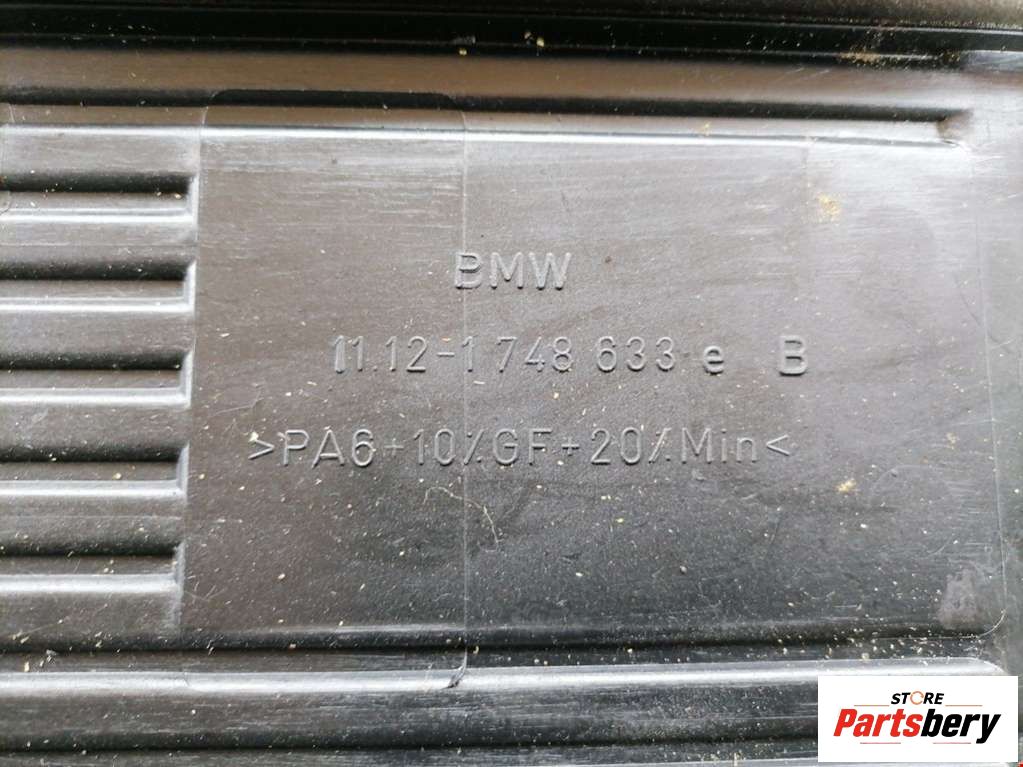 BMW
11.12-1 748 633 e B
>PA6+10%GF+20%Min<
STORE
Partsbery